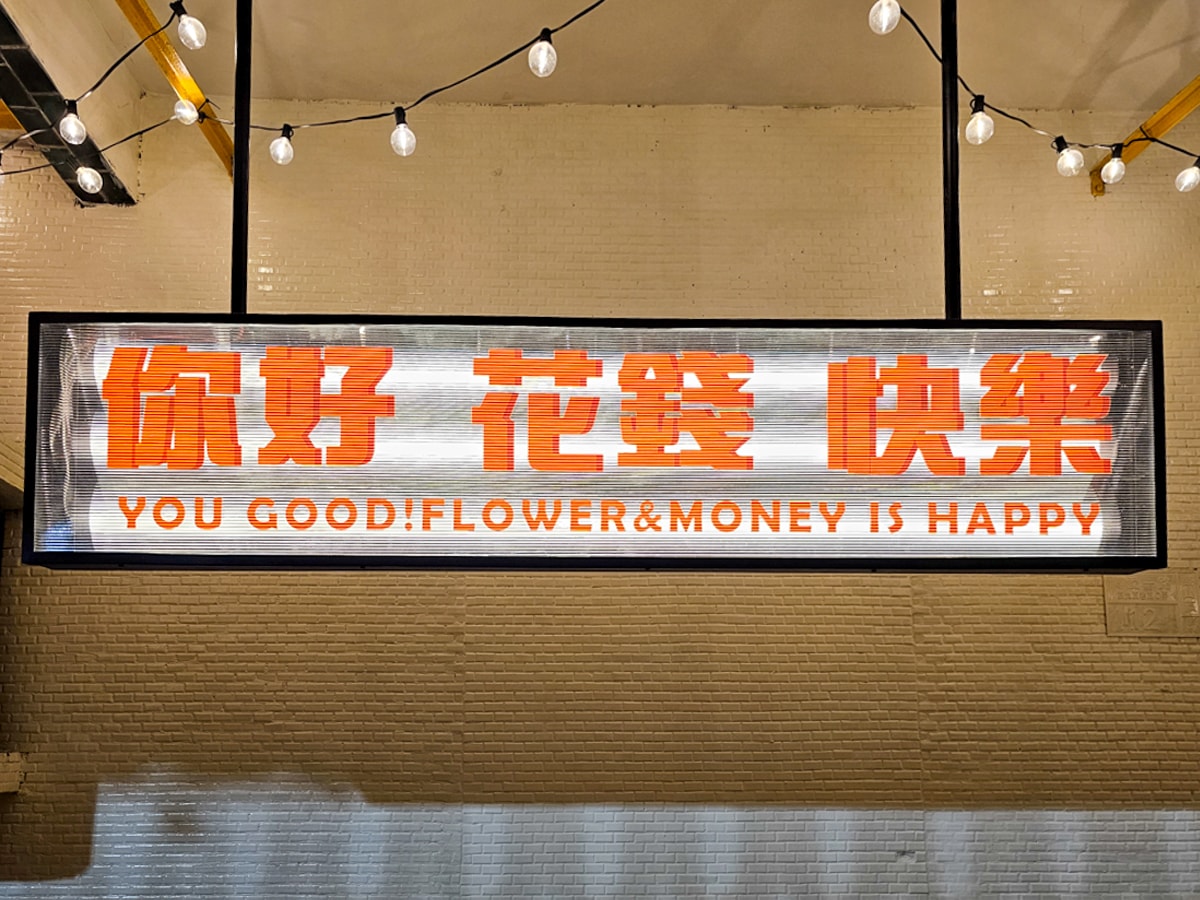 你好 花錢 快樂
YOU GOOD!FLOWER&MONEY IS HAPPY